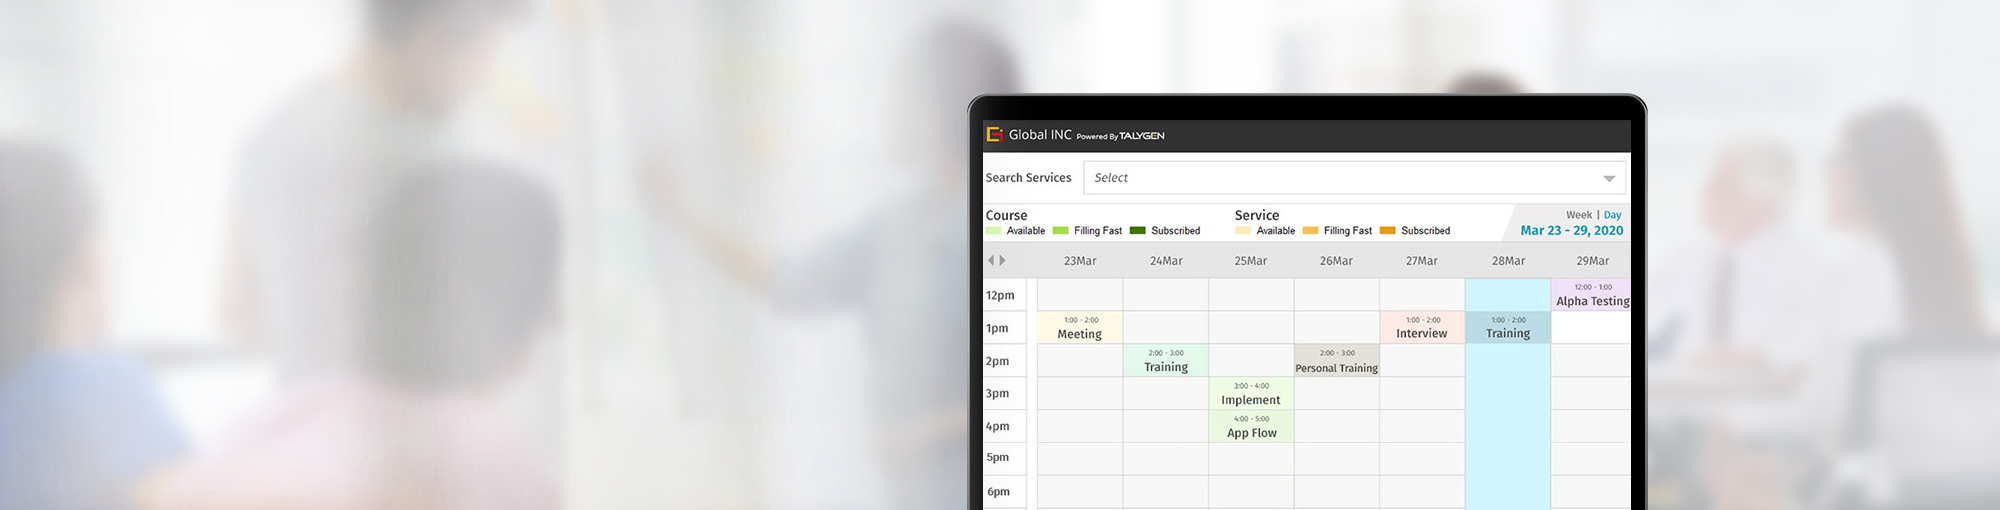 Global INC Powered By TALYGEN
Search Services Select
Course Service Week | Day
Available Filling Fast Subscribed Available Filling Fast Subscribed Mar 23 - 29, 2020
23Mar 24Mar 25Mar 26Mar 27Mar 28Mar 29Mar
12pm 12:00 - 1:00
Alpha Testing
1pm 1:00 - 2:00 1:00 - 2:00 1:00 - 2:00
Meeting Interview Training
2pm 2:00 - 3:00 2:00 - 3:00
Training Personal Training
3pm 3:00 - 4:00
Implement
4pm 4:00 - 5:00
App Flow
5pm
6pm